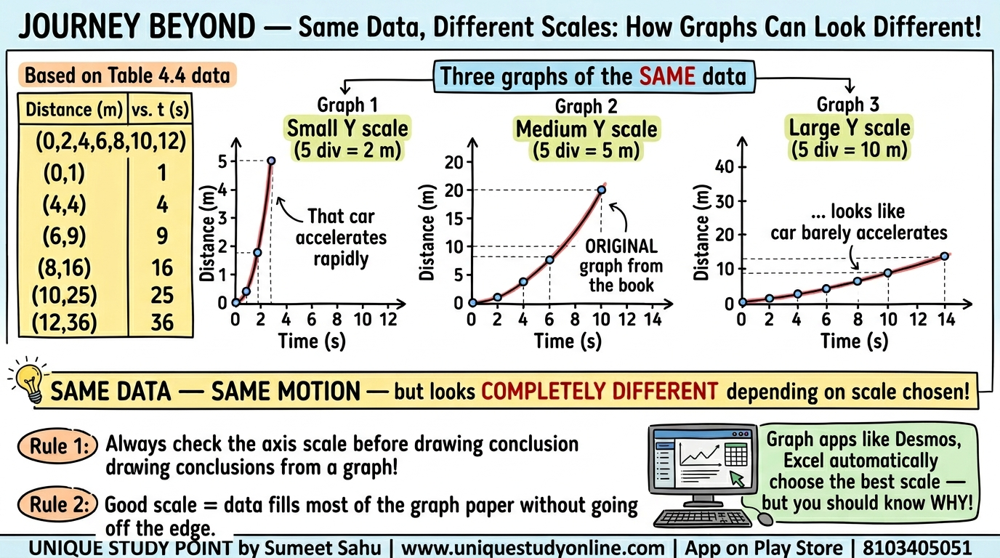 JOURNEY BEYOND — Same Data, Different Scales: How Graphs Can Look Different!
Based on Table 4.4 data
Distance (m) vs. t (s)
(0,2,4,6,8,10,12)
(0,1) 1
(4,4) 4
(6,9) 9
(8,16) 16
(10,25) 25
(12,36) 36
Three graphs of the SAME data
Graph 1
Small Y scale
(5 div = 2 m)
Distance (m)
5
4
3
2
1
0
0 2 4 6 8 10 12
Time (s)
That car
accelerates
rapidly
Graph 2
Medium Y scale
(5 div = 5 m)
Distance (m)
20
20
15
10
5
0
0 2 4 6 8 10 12 14
Time (s)
ORIGINAL
graph from
the book
Graph 3
Large Y scale
(5 div = 10 m)
Distance (m)
40
30
20
10
0
0 2 4 6 8 10 12 14
Time (s)
... looks like
car barely accelerates
SAME DATA — SAME MOTION — but looks COMPLETELY DIFFERENT depending on scale chosen!
Rule 1: Always check the axis scale before drawing conclusion
drawing conclusions from a graph!
Rule 2: Good scale = data fills most of the graph paper without going
off the edge.
Graph apps like Desmos,
Excel automatically
choose the best scale —
but you should know WHY!
UNIQUE STUDY POINT by Sumeet Sahu | www.uniquestudyonline.com | App on Play Store | 8103405051